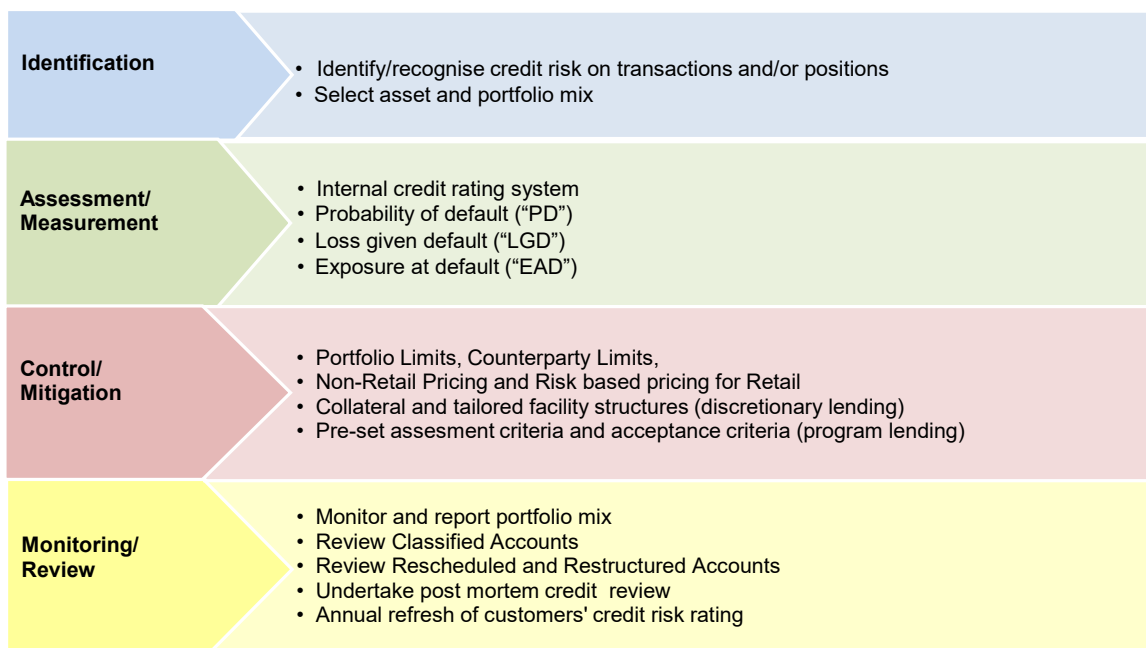 Identification
• Identify/recognise credit risk on transactions and/or positions
• Select asset and portfolio mix
Assessment/
Measurement
• Internal credit rating system
• Probability of default (“PD”)
• Loss given default (“LGD”)
• Exposure at default (“EAD”)
Control/
Mitigation
• Portfolio Limits, Counterparty Limits,
• Non-Retail Pricing and Risk based pricing for Retail
• Collateral and tailored facility structures (discretionary lending)
• Pre-set assesment criteria and acceptance criteria (program lending)
Monitoring/
Review
• Monitor and report portfolio mix
• Review Classified Accounts
• Review Rescheduled and Restructured Accounts
• Undertake post mortem credit review
• Annual refresh of customers' credit risk rating